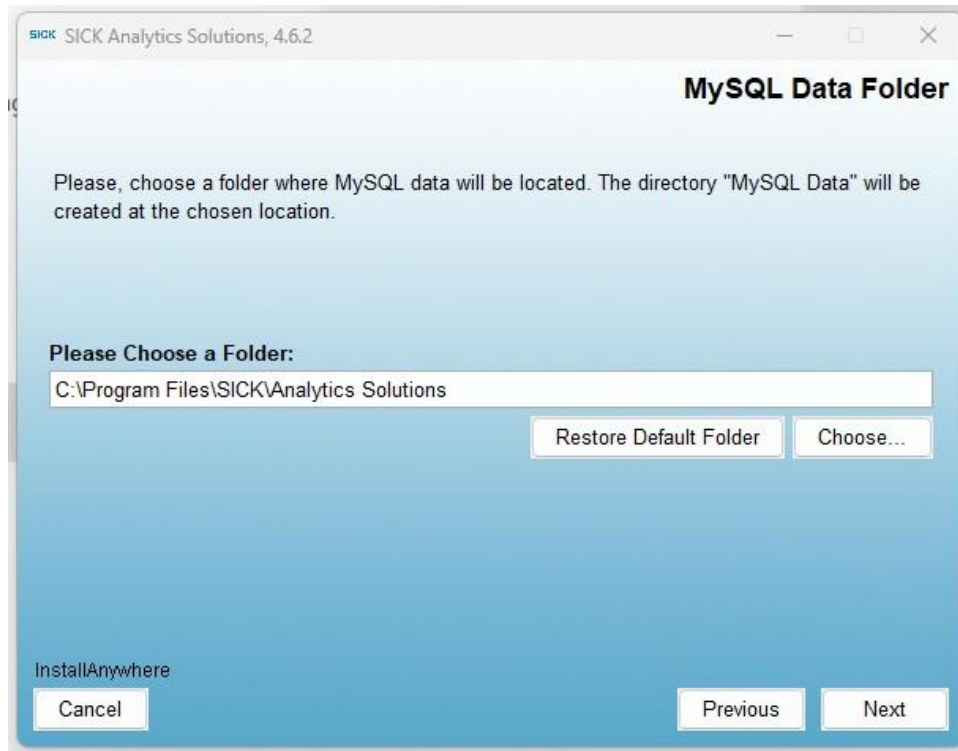 SICK SICK Analytics Solutions, 4.6.2
MySQL Data Folder
Please, choose a folder where MySQL data will be located. The directory "MySQL Data" will be
created at the chosen location.
Please Choose a Folder:
C:\Program Files\SICK\Analytics Solutions
Restore Default Folder
Choose...
InstallAnywhere
Cancel
Previous
Next